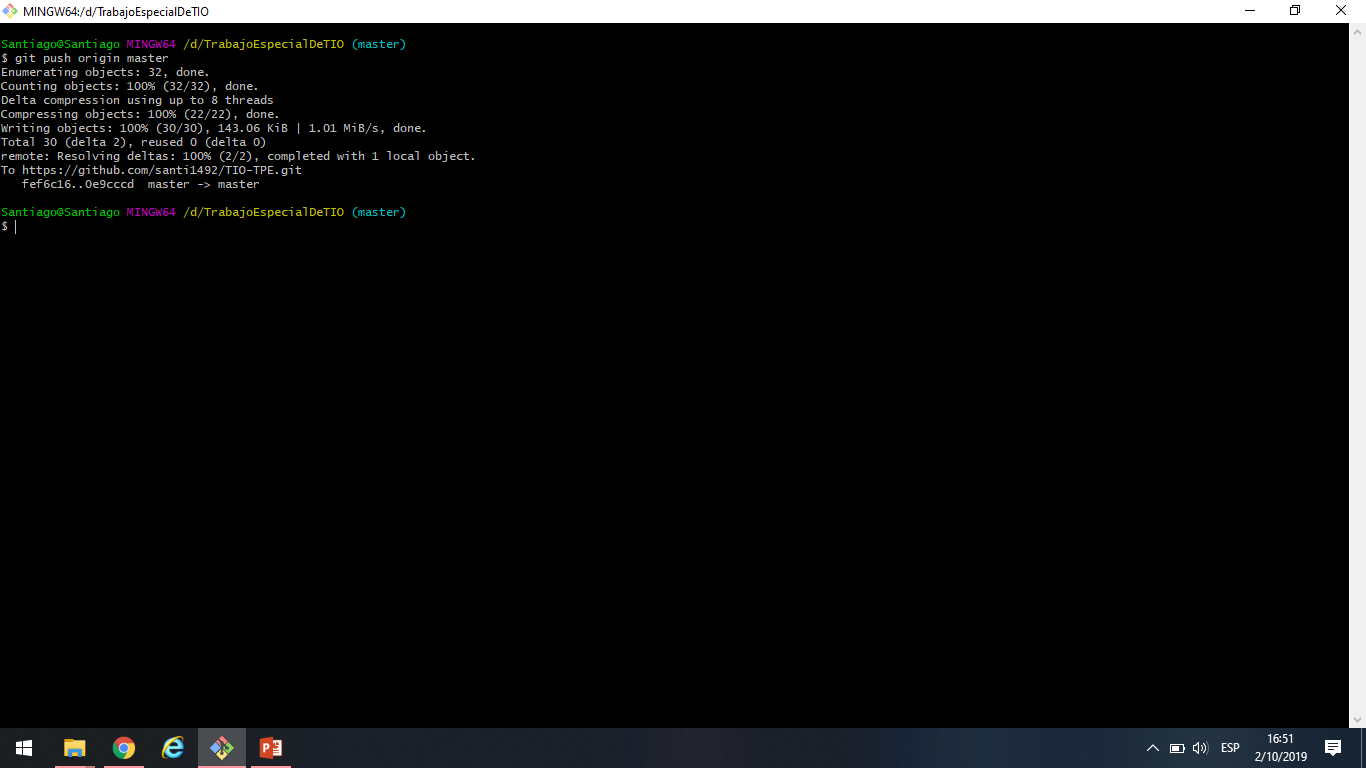 MINGW64:/d/TrabajoEspecialDeTIO
Santiago@Santiago MINGW64 /d/TrabajoEspecialDeTIO (master)
$ git push origin master
Enumerating objects: 32, done.
Counting objects: 100% (32/32), done.
Delta compression using up to 8 threads
Compressing objects: 100% (22/22), done.
Writing objects: 100% (30/30), 143.06 KiB | 1.01 MiB/s, done.
Total 30 (delta 2), reused 0 (delta 0)
remote: Resolving deltas: 100% (2/2), completed with 1 local object.
To https://github.com/santi1492/TIO-TPE.git
   fef6c16..0e9cccd  master -> master
Santiago@Santiago MINGW64 /d/TrabajoEspecialDeTIO (master)
$
ESP
16:51
2/10/2019